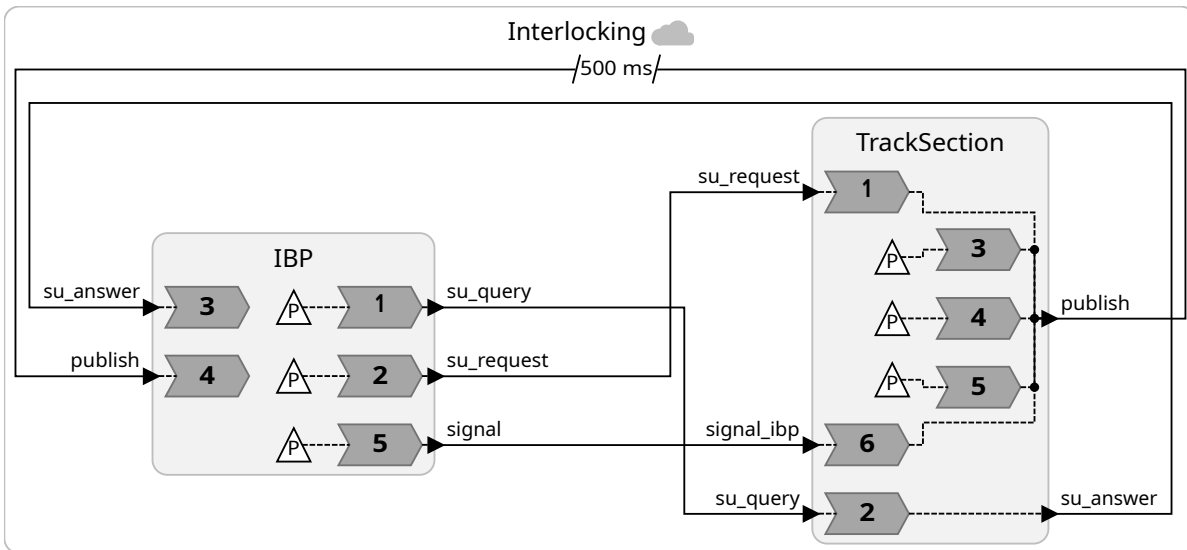 Interlocking
500 ms
TrackSection
su_request
1
P
3
IBP
su_answer
3
P
1
su_query
P
4
publish
publish
4
P
2
su_request
P
5
P
5
signal
signal_ibp
6
su_query
2
su_answer